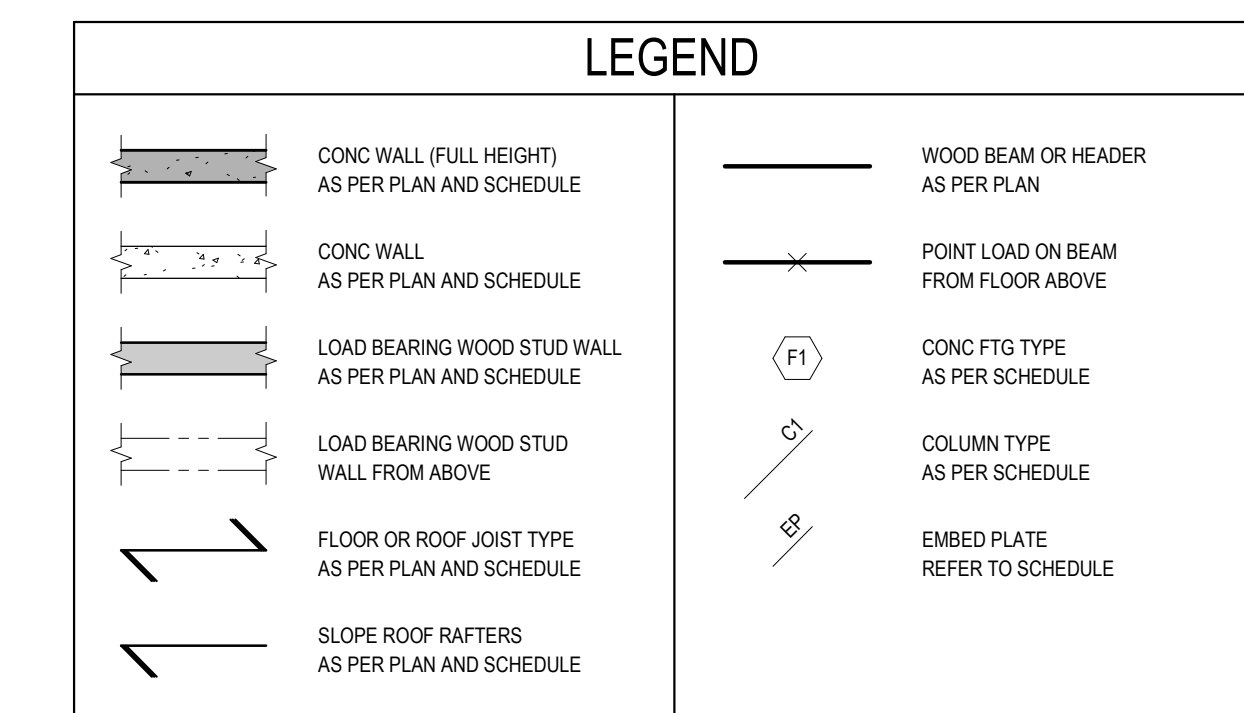 LEGEND
CONC WALL (FULL HEIGHT)
AS PER PLAN AND SCHEDULE
CONC WALL
AS PER PLAN AND SCHEDULE
LOAD BEARING WOOD STUD WALL
AS PER PLAN AND SCHEDULE
LOAD BEARING WOOD STUD
WALL FROM ABOVE
FLOOR OR ROOF JOIST TYPE
AS PER PLAN AND SCHEDULE
SLOPE ROOF RAFTERS
AS PER PLAN AND SCHEDULE
WOOD BEAM OR HEADER
AS PER PLAN
POINT LOAD ON BEAM
FROM FLOOR ABOVE
F1
CONC FTG TYPE
AS PER SCHEDULE
C1
COLUMN TYPE
AS PER SCHEDULE
EP
EMBED PLATE
REFER TO SCHEDULE